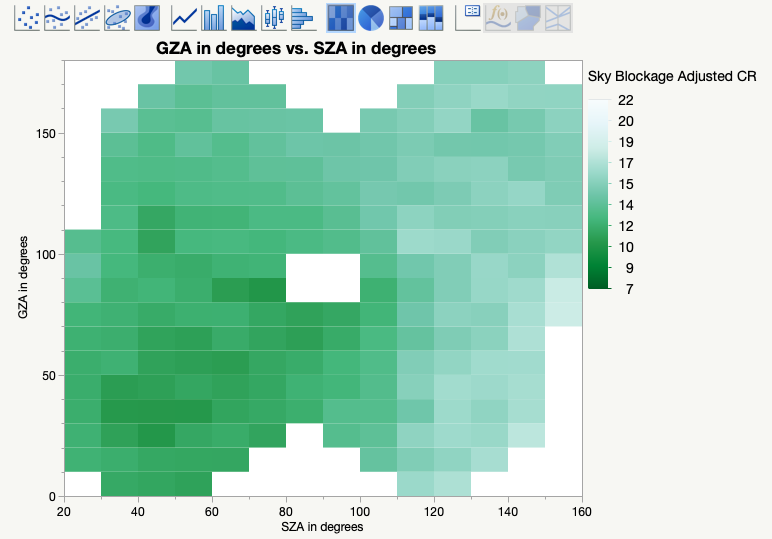 GZA in degrees vs. SZA in degrees
Sky Blockage Adjusted CR
22
20
19
17
15
14
12
10
9
7
150
100
50
0
GZA in degrees
20 40 60 80 100 120 140 160
SZA in degrees